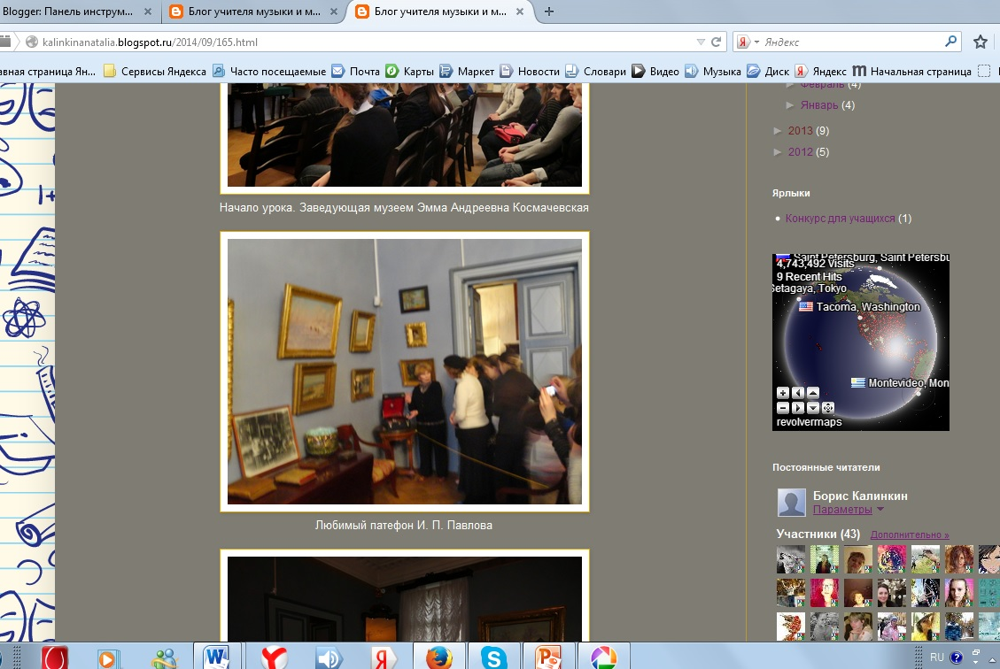 Blogger: Панель инструм...
Блог учителя музыки и м...
Блог учителя музыки и м...
kalinkinanatalia.blogspot.ru/2014/09/165.html
Яндекс
авная страница Ян...
Сервисы Яндекса
Часто посещаемые
Почта
Карты
Маркет
Новости
Словари
Видео
Музыка
Диск
Яндекс
Начальная страница
Начало урока. Заведующая музеем Эмма Андреевна Космачевская
Любимый патефон И. П. Павлова
Февраль (4)
Январь (4)
2013 (9)
2012 (5)
Ярлыки
Конкурс для учащихся (1)
Saint Petersburg, Saint Petersbu
4,743,492 Visits
9 Recent Hits
Setagaya, Tokyo
Tacoma, Washington
Montevideo, Mon
revolvermaps
Постоянные читатели
Борис Калинкин
Параметры
Участники (43) Дополнительно »
1+
RU